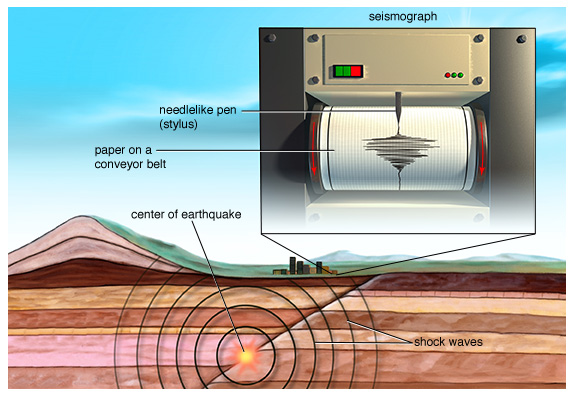 seismograph
needlelike pen
(stylus)
paper on a
conveyor belt
center of earthquake
shock waves